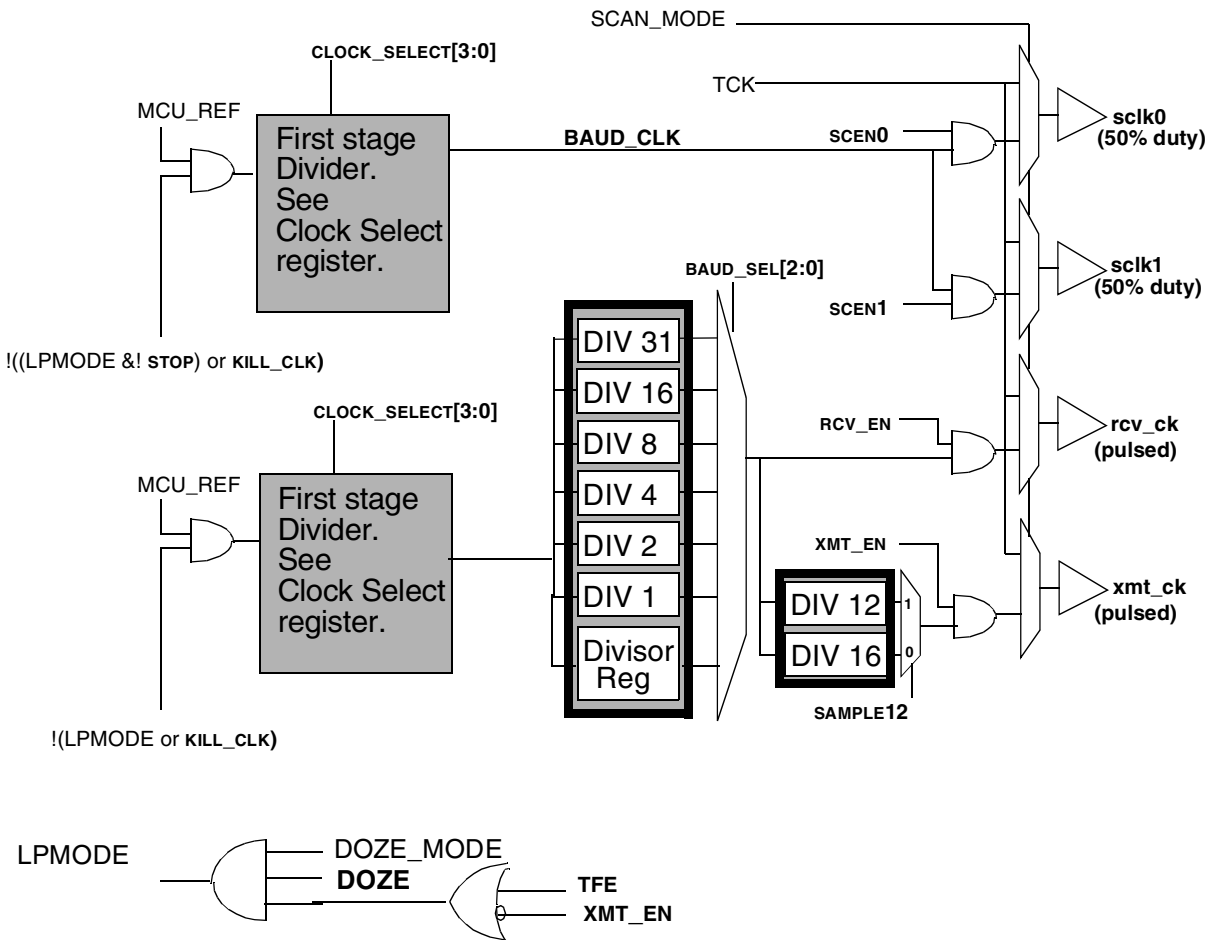 SCAN_MODE
CLOCK_SELECT[3:0]
TCK
MCU_REF
First stage
Divider.
See
Clock Select
register.
BAUD_CLK
SCEN0
sclk0
(50% duty)
BAUD_SEL[2:0]
sclk1
(50% duty)
SCEN1
!((LPMODE &! STOP) or KILL_CLK)
DIV 31
DIV 16
DIV 8
DIV 4
DIV 2
DIV 1
Divisor
Reg
CLOCK_SELECT[3:0]
RCV_EN
rcv_ck
(pulsed)
MCU_REF
First stage
Divider.
See
Clock Select
register.
XMT_EN
DIV 12
1
DIV 16
0
xmt_ck
(pulsed)
SAMPLE12
!(LPMODE or KILL_CLK)
LPMODE
DOZE_MODE
DOZE
TFE
XMT_EN